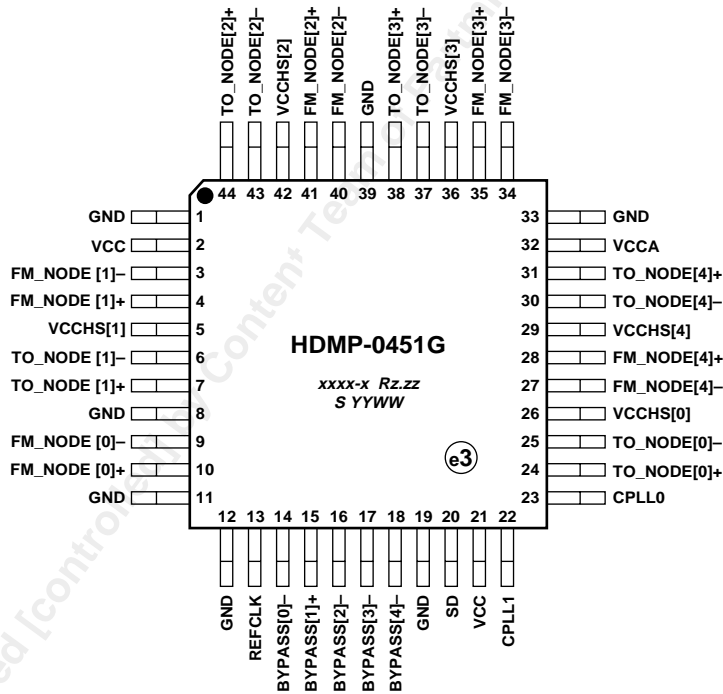 TO_NODE[2]+
TO_NODE[2]–
VCCHS[2]
FM_NODE[2]+
FM_NODE[2]–
GND
TO_NODE[3]+
TO_NODE[3]–
VCCHS[3]
FM_NODE[3]+
FM_NODE[3]–
44 43 42 41 40 39 38 37 36 35 34
GND 1
VCC 2
FM_NODE [1]– 3
FM_NODE [1]+ 4
VCCHS[1] 5
TO_NODE [1]– 6
TO_NODE [1]+ 7
GND 8
FM_NODE [0]– 9
FM_NODE [0]+ 10
GND 11
HDMP-0451G
xxxx-x Rz.zz
S YYWW
e3
33 GND
32 VCCA
31 TO_NODE[4]+
30 TO_NODE[4]–
29 VCCHS[4]
28 FM_NODE[4]+
27 FM_NODE[4]–
26 VCCHS[0]
25 TO_NODE[0]–
24 TO_NODE[0]+
23 CPLL0
12 13 14 15 16 17 18 19 20 21 22
GND
REFCLK
BYPASS[0]–
BYPASS[1]+
BYPASS[2]–
BYPASS[3]–
BYPASS[4]–
GND
SD
VCC
CPLL1
[controlled] by Content Team of